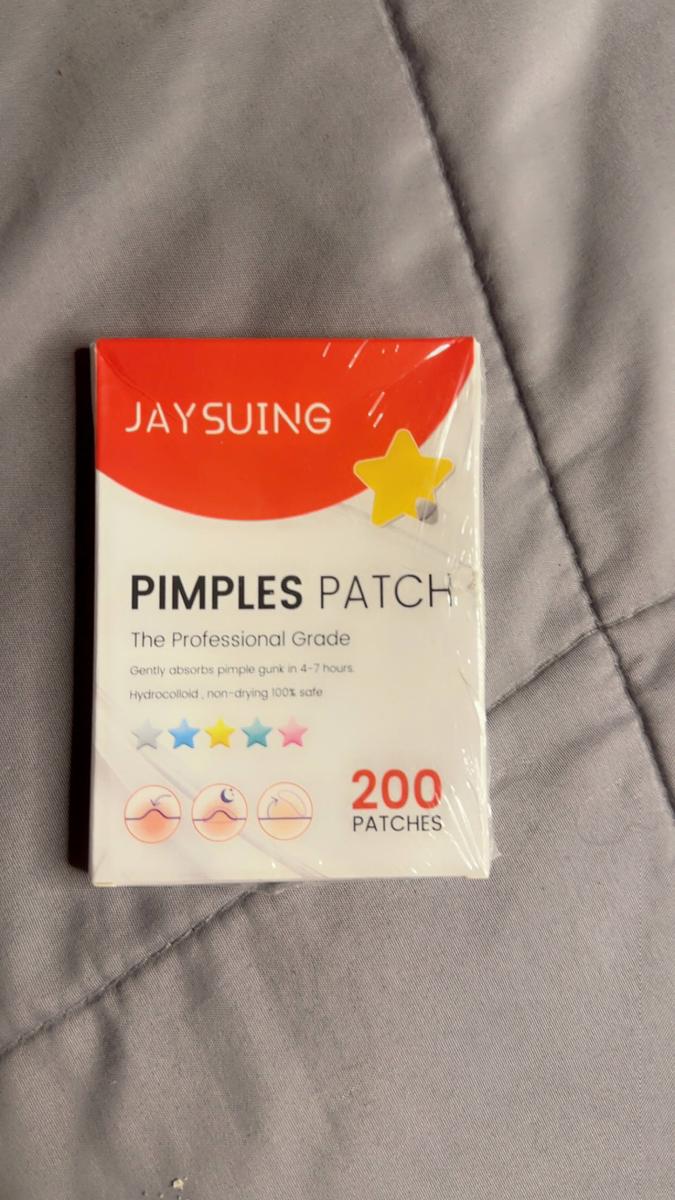 JAYSUING
PIMPLES PATCH
The Professional Grade
Gently absorbs pimple gunk in 4-7 hours.
Hydrocolloid , non-drying 100% safe
200
PATCHES